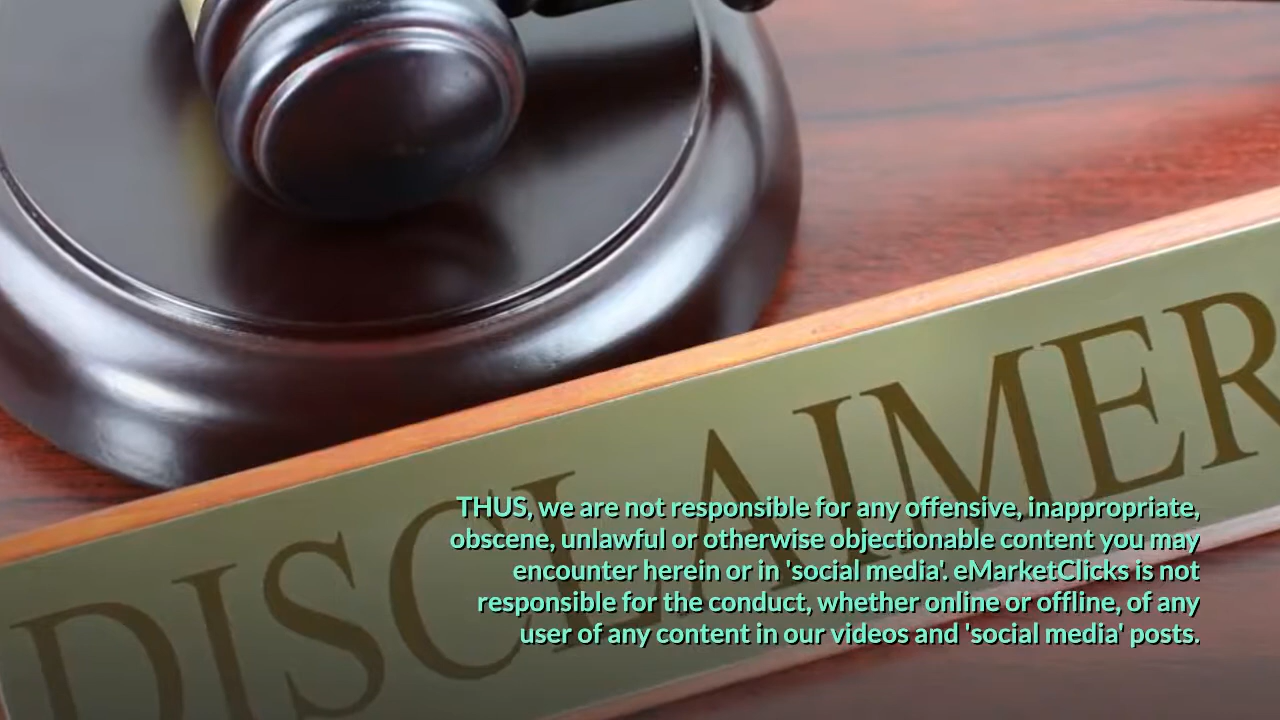 DISCLAIMER
THUS, we are not responsible for any offensive, inappropriate,
obscene, unlawful or otherwise objectionable content you may
encounter herein or in 'social media'. eMarketClicks is not
responsible for the conduct, whether online or offline, of any
user of any content in our videos and 'social media' posts.